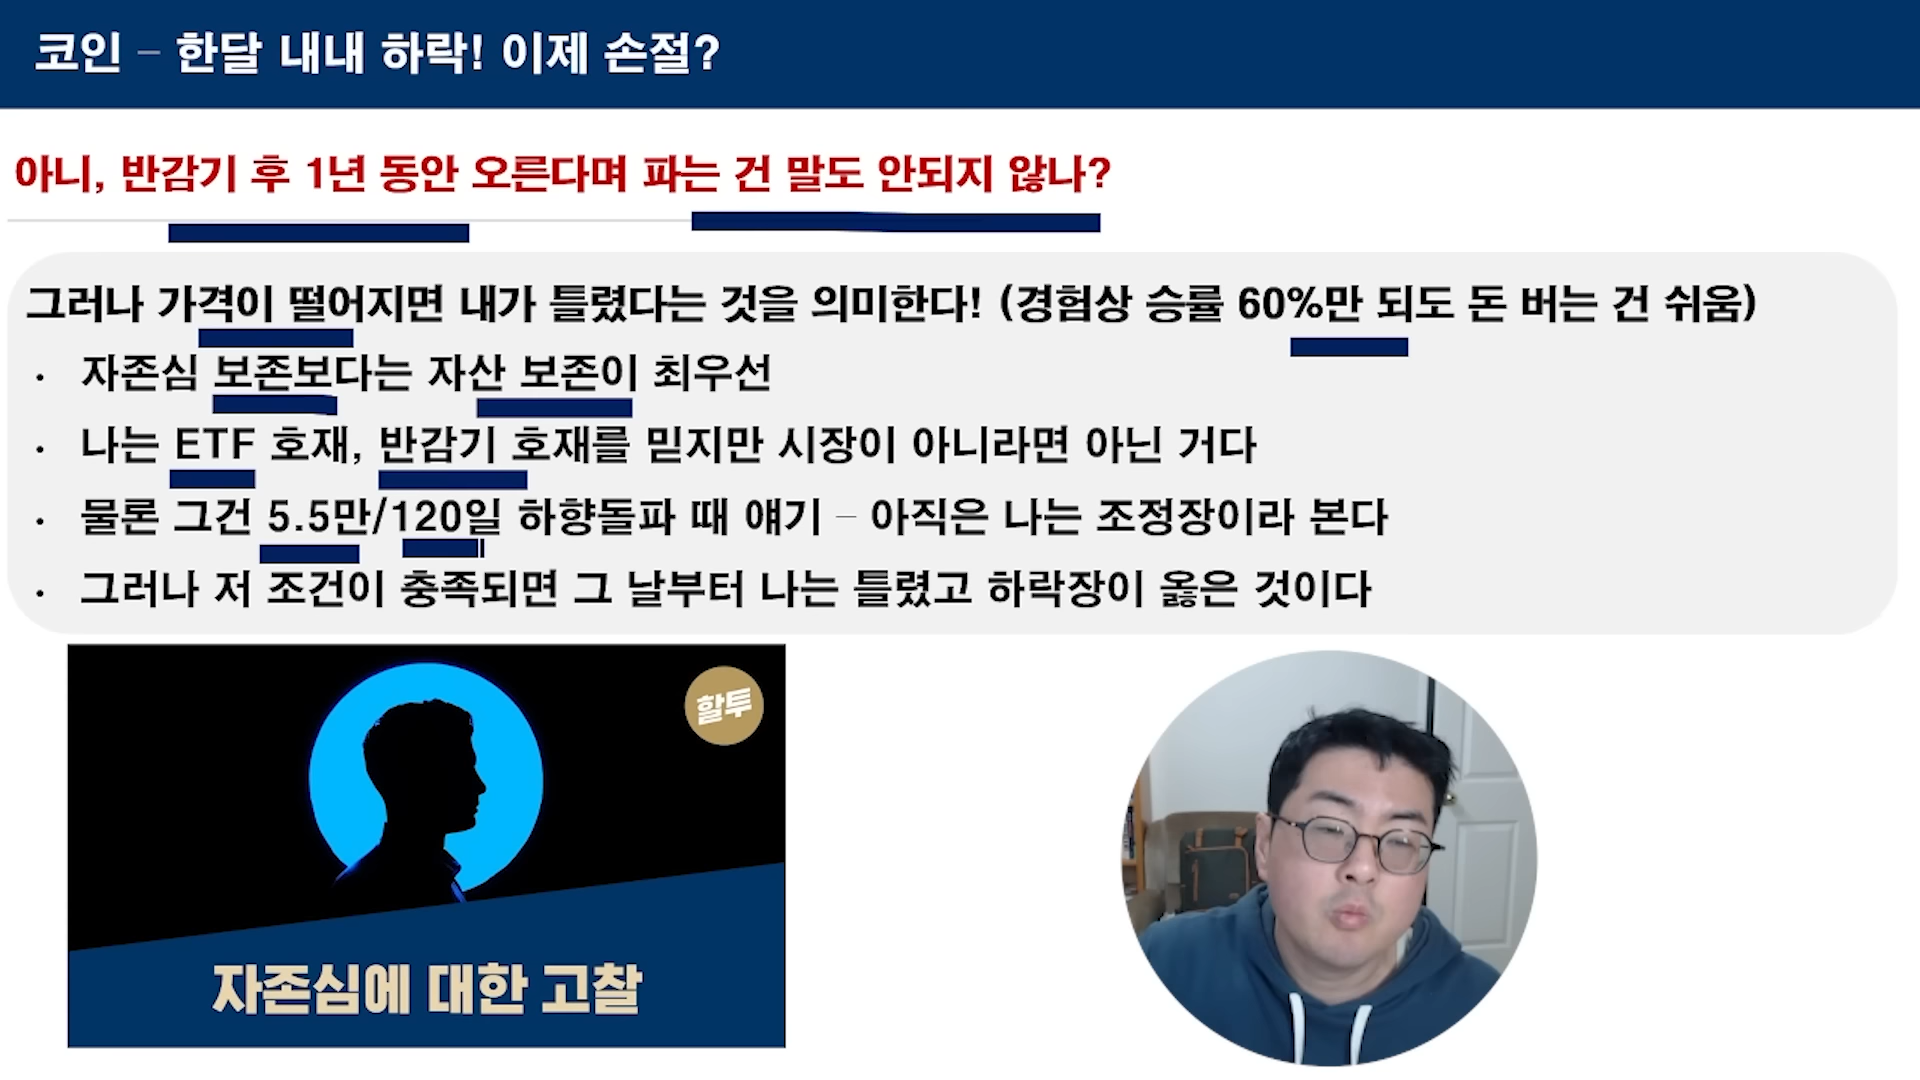 코인 – 한달 내내 하락! 이제 손절?
아니, 반감기 후 1년 동안 오른다며 파는 건 말도 안되지 않나?
그러나 가격이 떨어지면 내가 틀렸다는 것을 의미한다! (경험상 승률 60%만 되도 돈 버는 건 쉬움)
· 자존심 보존보다는 자산 보존이 최우선
· 나는 ETF 호재, 반감기 호재를 믿지만 시장이 아니라면 아닌 거다
· 물론 그건 5.5만/120일 하향돌파 때 얘기 – 아직은 나는 조정장이라 본다
· 그러나 저 조건이 충족되면 그 날부터 나는 틀렸고 하락장이 옳은 것이다
할투
자존심에 대한 고찰